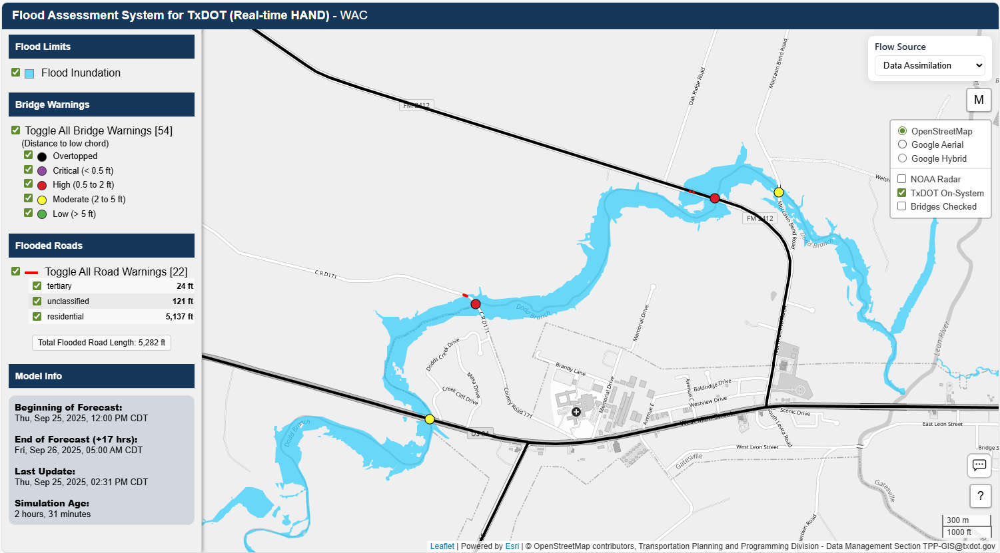 Flood Assessment System for TxDOT (Real-time HAND) - WAC
Flood Limits
Flood Inundation
Bridge Warnings
Toggle All Bridge Warnings [54]
(Distance to low chord)
Overtopped
Critical (< 0.5 ft)
High (0.5 to 2 ft)
Moderate (2 to 5 ft)
Low (> 5 ft)
Flooded Roads
Toggle All Road Warnings [22]
tertiary 24 ft
unclassified 121 ft
residential 5,137 ft
Total Flooded Road Length: 5,282 ft
Model Info
Beginning of Forecast:
Thu, Sep 25, 2025, 12:00 PM CDT
End of Forecast (+17 hrs):
Fri, Sep 26, 2025, 05:00 AM CDT
Last Update:
Thu, Sep 25, 2025, 02:31 PM CDT
Simulation Age:
2 hours, 31 minutes
Flow Source
Data Assimilation
M
OpenStreetMap
Google Aerial
Google Hybrid
NOAA Radar
TxDOT On-System
Bridges Checked
FM 2412
Oak Ridge Road
Moccasin Bend Road
Welsh
FM 2412
Moccasin Bend Road
Dodd Branch
C R D171
Dodd Branch
C R D171
Memorial Drive
Leon River
Dodds Creek Drive
Mesa Drive
Creek Cliff Drive
County Road 171
Brandy Lane
Memorial Drive
Avenue E
Avenue C
Baldridge Drive
Westview Drive
West Main Street
Scenic Drive
South Levita Road
East Leon Street
West Leon Street
Bridge S
Gatesville
Gatesville
Dodd Branch
US 84
etown Road
?
300 m
1000 ft
Leaflet | Powered by Esri | © OpenStreetMap contributors, Transportation Planning and Programming Division - Data Management Section TPP-GIS@txdot.gov